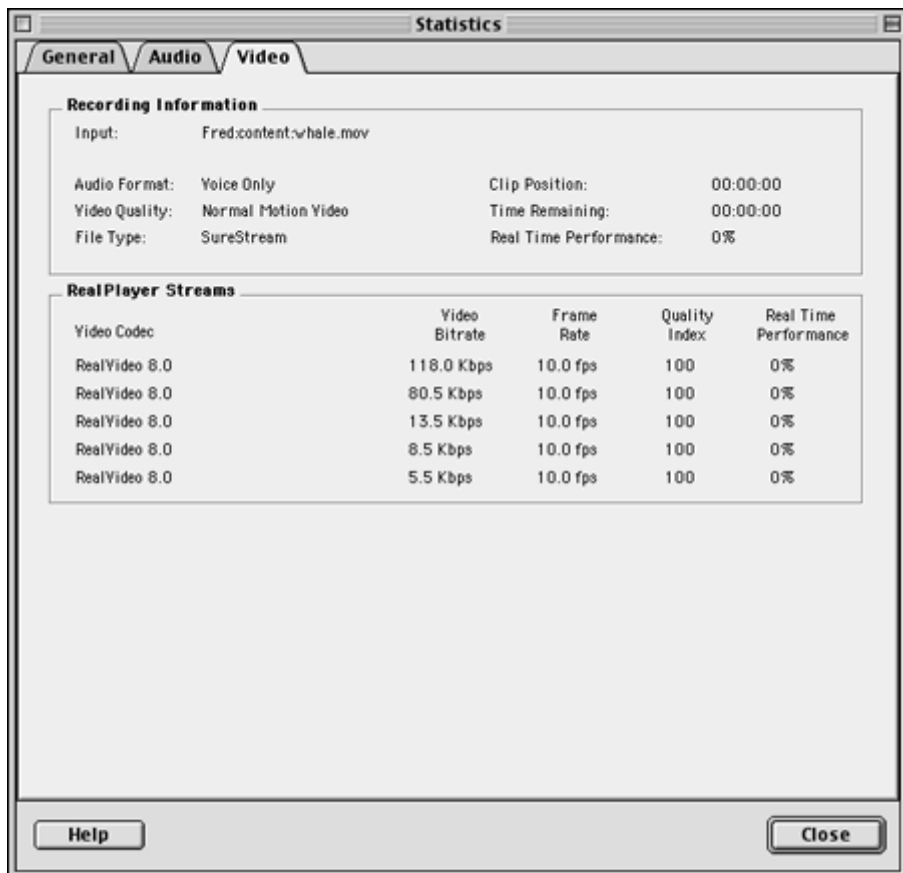 Statistics
General Audio Video
Recording Information
Input: Fred:content:whale.mov
Audio Format: Voice Only Clip Position: 00:00:00
Video Quality: Normal Motion Video Time Remaining: 00:00:00
File Type: SureStream Real Time Performance: 0%
RealPlayer Streams
Video Codec Video Bitrate Frame Rate Quality Index Real Time Performance
RealVideo 8.0 118.0 Kbps 10.0 fps 100 0%
RealVideo 8.0 80.5 Kbps 10.0 fps 100 0%
RealVideo 8.0 13.5 Kbps 10.0 fps 100 0%
RealVideo 8.0 8.5 Kbps 10.0 fps 100 0%
RealVideo 8.0 5.5 Kbps 10.0 fps 100 0%
Help Close